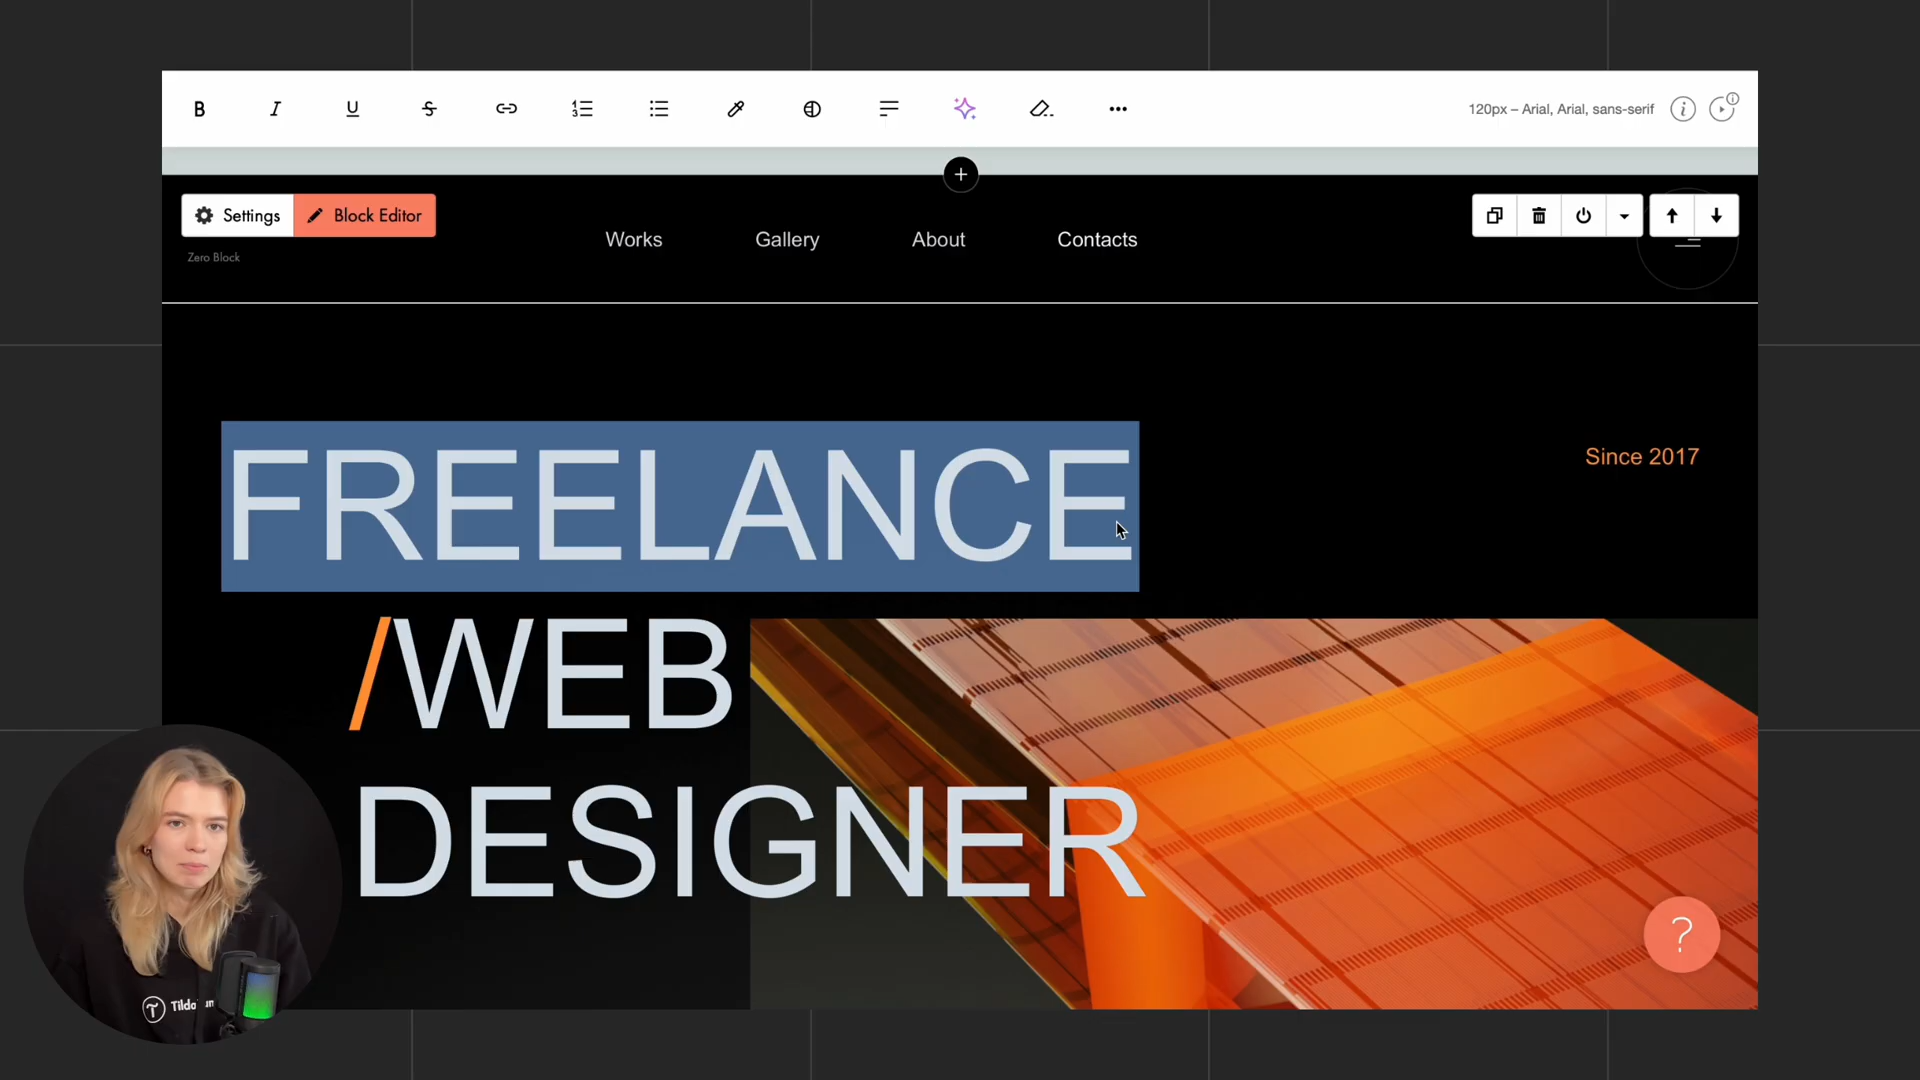 B I U S
120px – Arial, Arial, sans-serif
Settings
Block Editor
Zero Block
Works
Gallery
About
Contacts
FREELANCE
Since 2017
/WEB
DESIGNER
?